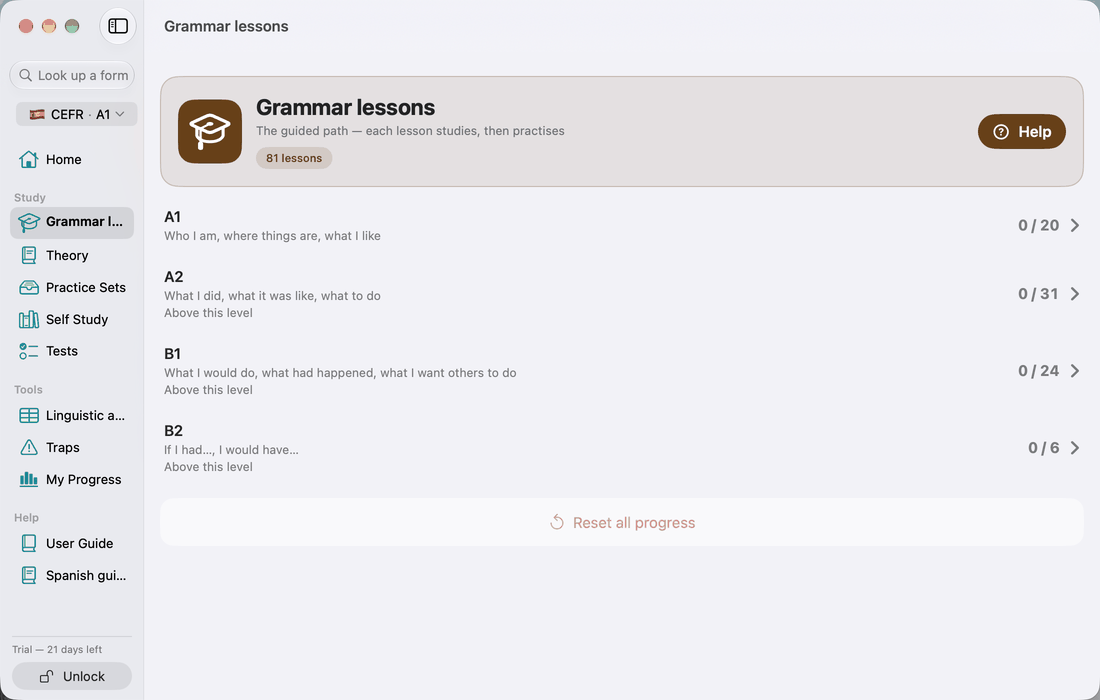 Grammar lessons
Look up a form
CEFR · A1
Home
Study
Grammar l...
Theory
Practice Sets
Self Study
Tests
Tools
Linguistic a...
Traps
My Progress
Help
User Guide
Spanish gui...
Trial — 21 days left
Unlock
Grammar lessons
The guided path — each lesson studies, then practises
81 lessons
Help
A1
Who I am, where things are, what I like
0 / 20
A2
What I did, what it was like, what to do
Above this level
0 / 31
B1
What I would do, what had happened, what I want others to do
Above this level
0 / 24
B2
If I had..., I would have...
Above this level
0 / 6
Reset all progress